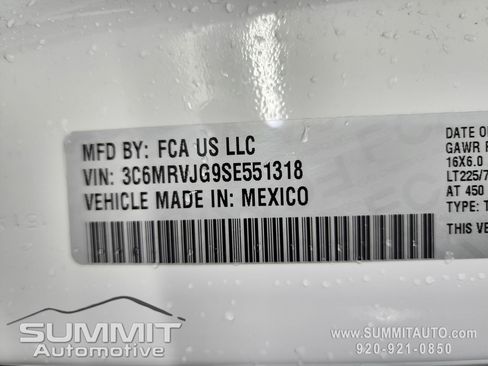 MFD BY: FCA US LLC
VIN: 3C6MRVJG9SE551318
VEHICLE MADE IN: MEXICO
DATE OF
GAWR
16X6.0
LT225/7
AT 450
TYPE: T
THIS VE
SUMMIT
Automotive
WWW.SUMMITAUTO.COM
920-921-0850